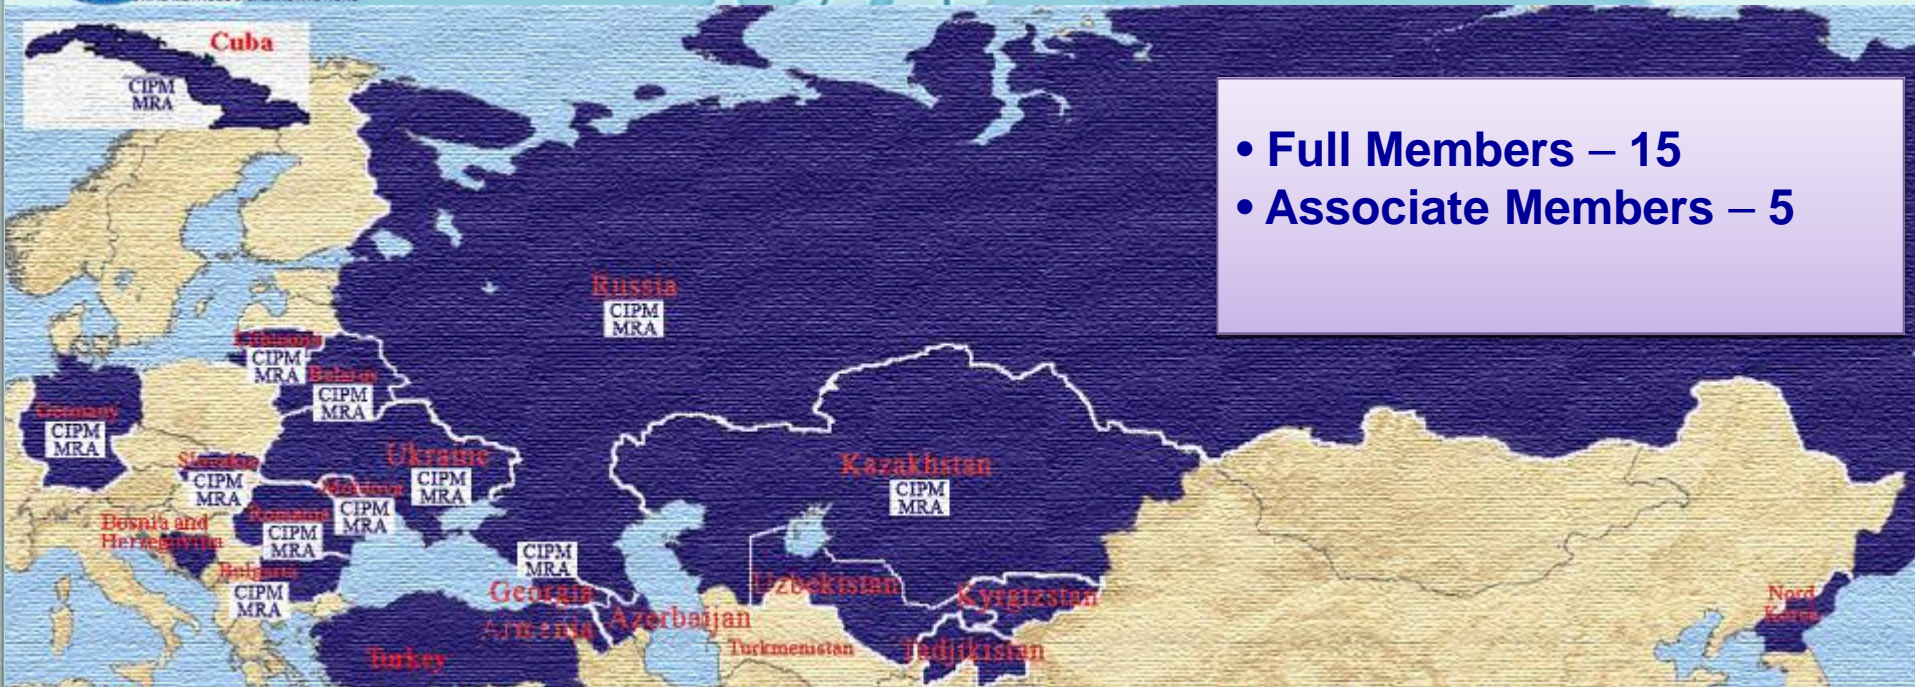 Cuba
CIPM
MRA
• Full Members – 15
• Associate Members – 5
Russia
CIPM
MRA
Lithuania
CIPM
MRA
Belarus
CIPM
MRA
Germany
CIPM
MRA
Slovakia
CIPM
MRA
Ukraine
CIPM
MRA
Moldova
CIPM
MRA
Kazakhstan
CIPM
MRA
Romania
CIPM
MRA
Bosnia and
Herzegovina
Bulgaria
CIPM
MRA
CIPM
MRA
Georgia
Armenia
Azerbaijan
Uzbekistan
Kyrgizstan
Turkmenistan
Tadjikistan
Turkey
Nord
Korea